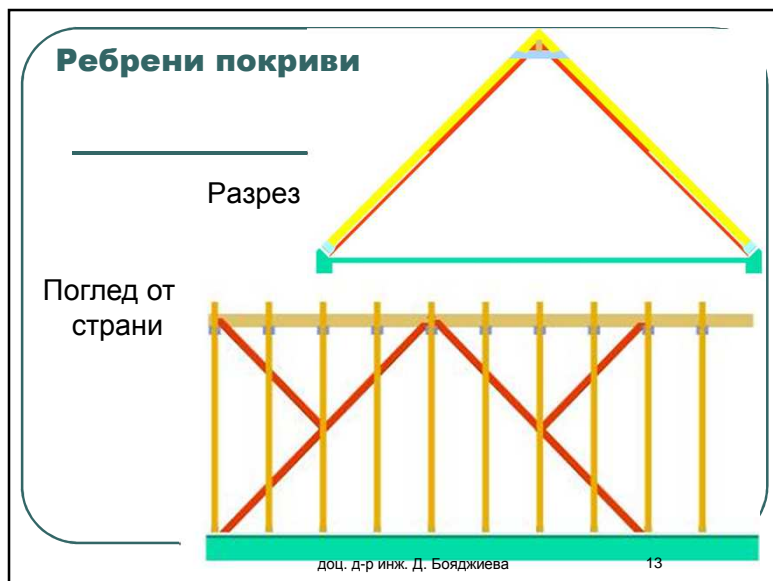 Ребрени покриви
Разрез
Поглед от
страни
доц. д-р инж. Д. Бояджиева
13